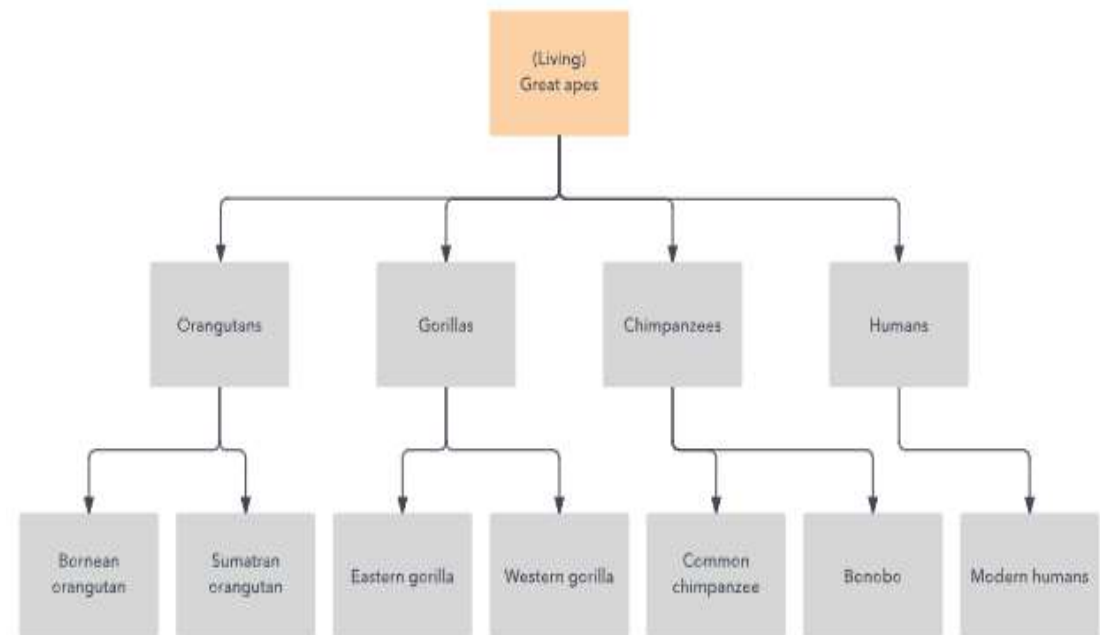 (Living)
Great apes
Orangutans
Gorillas
Chimpanzees
Humans
Bornean
orangutan
Sumatran
orangutan
Eastern gorilla
Western gorilla
Common
chimpanzee
Bonobo
Modern humans